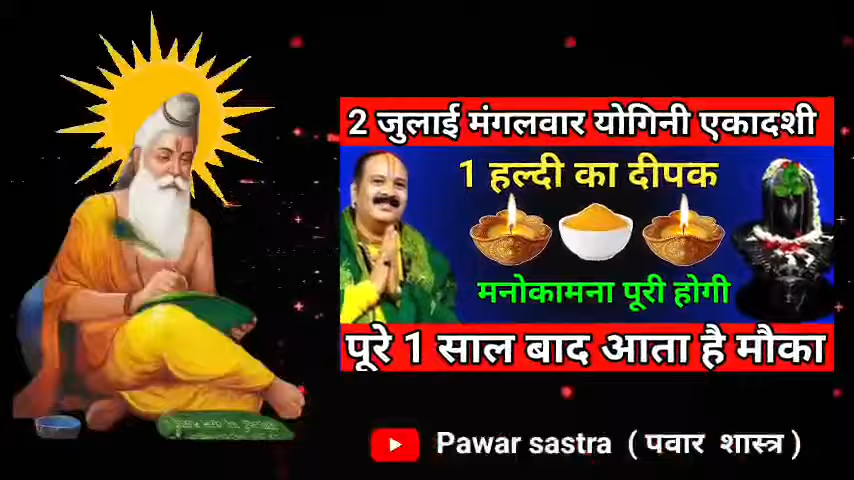 2 जुलाई मंगलवार योगिनी एकादशी
1 हल्दी का दीपक
मनोकामना पूरी होगी
पूरे 1 साल बाद आता है मौका
Pawar sastra ( पवार शास्त्र )